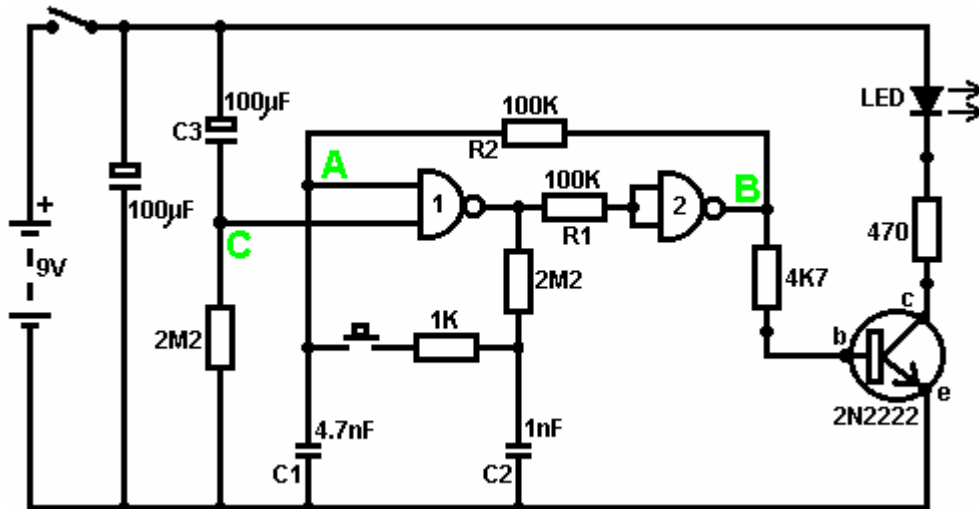 100µF
C3
100µF
+
9V
C
2M2
A
100K
R2
1
100K
R1
2
B
2M2
1K
4.7nF
C1
1nF
C2
4K7
LED
470
c
b
e
2N2222